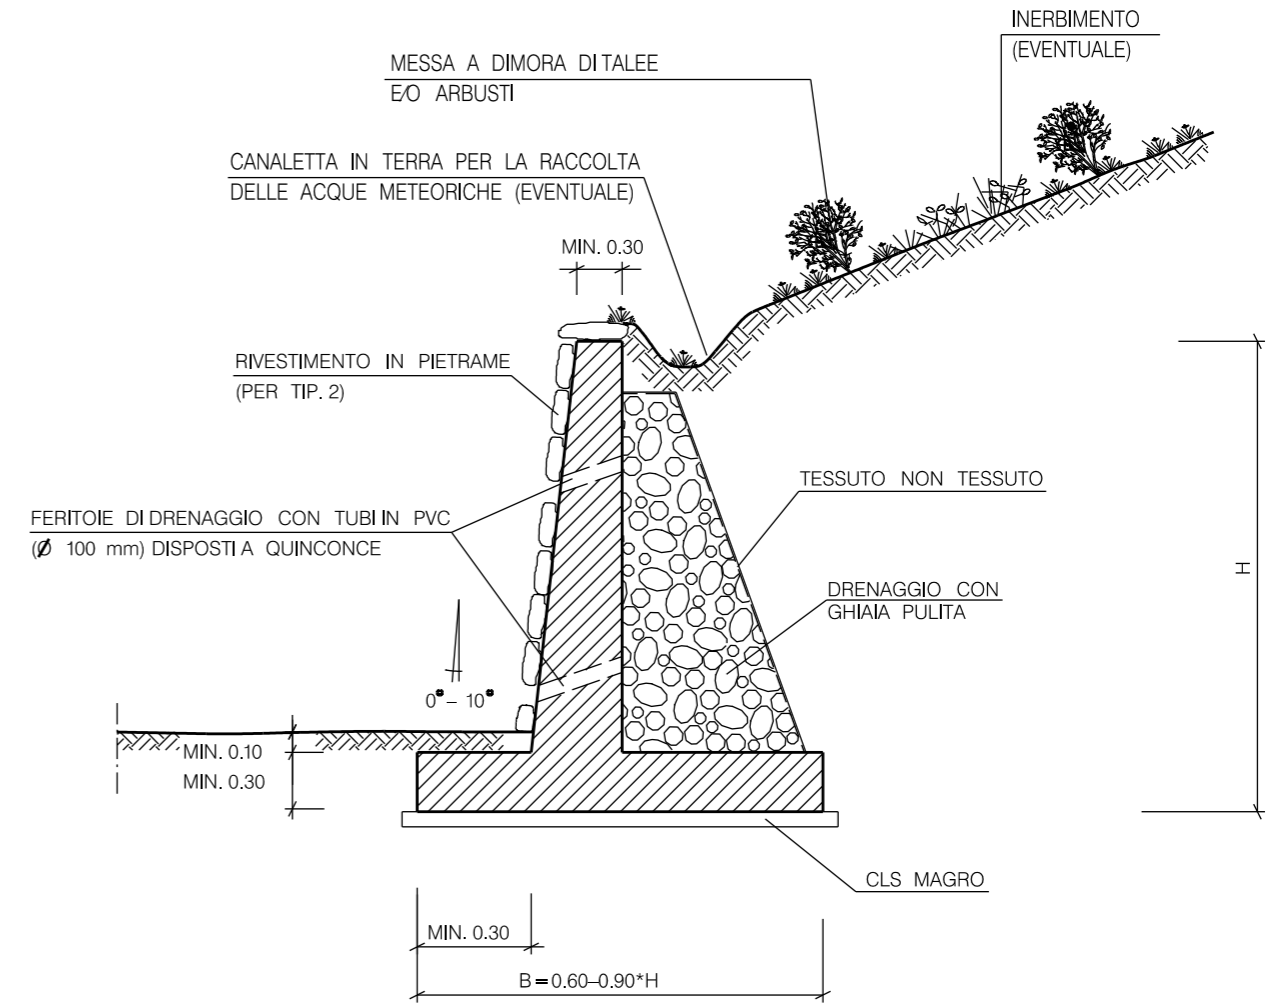 INERBIMENTO
(EVENTUALE)
MESSA A DIMORA DI TALEE
E/O ARBUSTI
CANALETTA IN TERRA PER LA RACCOLTA
DELLE ACQUE METEORICHE (EVENTUALE)
MIN. 0.30
RIVESTIMENTO IN PIETRAME
(PER TIP. 2)
TESSUTO NON TESSUTO
FERITOIE DI DRENAGGIO CON TUBI IN PVC
(Ø 100 mm) DISPOSTI A QUINCONCE
H
DRENAGGIO CON
GHIAIA PULITA
0° – 10°
MIN. 0.10
MIN. 0.30
CLS MAGRO
MIN. 0.30
B=0.60–0.90*H